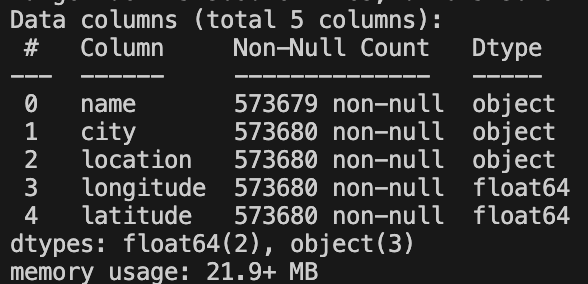 Data columns (total 5 columns):
 #   Column     Non-Null Count   Dtype
---  ------     --------------   -----
 0   name       573679 non-null  object
 1   city       573680 non-null  object
 2   location   573680 non-null  object
 3   longitude  573680 non-null  float64
 4   latitude   573680 non-null  float64
dtypes: float64(2), object(3)
memory usage: 21.9+ MB